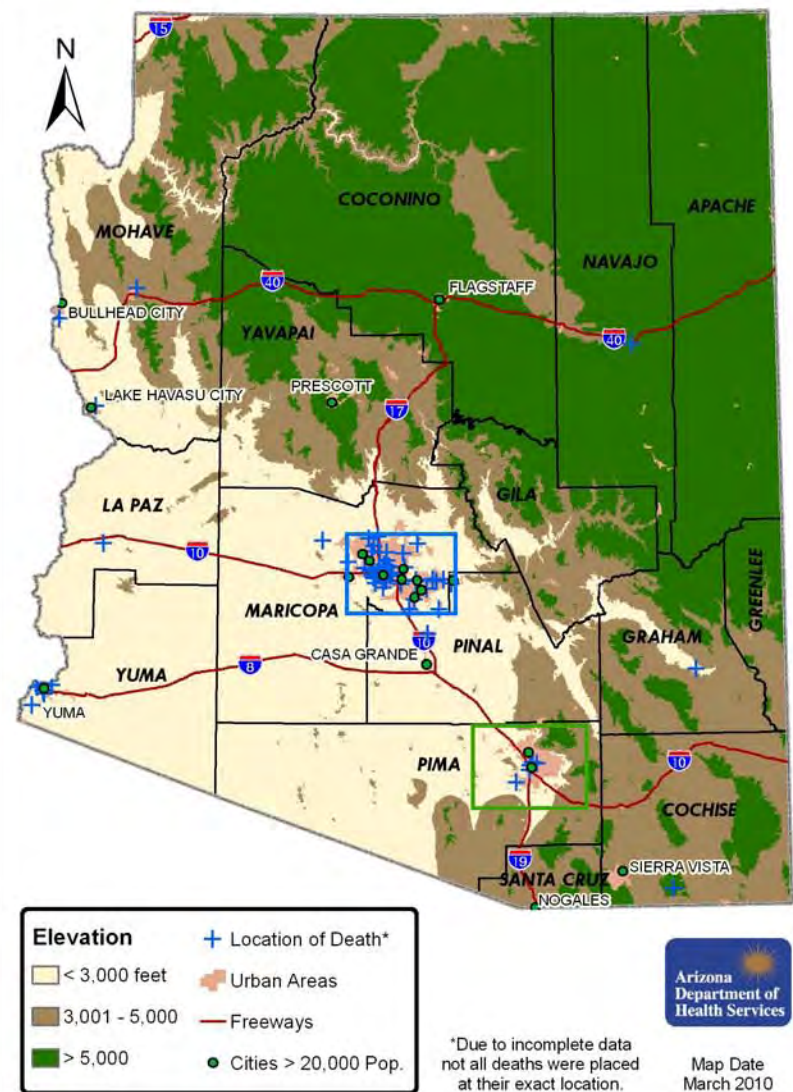 15
N
COCONINO
APACHE
MOHAVE
NAVAJO
40
FLAGSTAFF
BULLHEAD CITY
YAVAPAI
40
PRESCOTT
LAKE HAVASU CITY
17
GILA
LA PAZ
10
GREENLEE
MARICOPA
GRAHAM
10
PINAL
CASA GRANDE
8
YUMA
YUMA
PIMA
10
COCHISE
19
SIERRA VISTA
SANTA CRUZ
NOGALES
Elevation
< 3,000 feet
3,001 - 5,000
> 5,000
Location of Death*
Urban Areas
Freeways
Cities > 20,000 Pop.
*Due to incomplete data
not all deaths were placed
at their exact location.
Arizona
Department of
Health Services
Map Date
March 2010